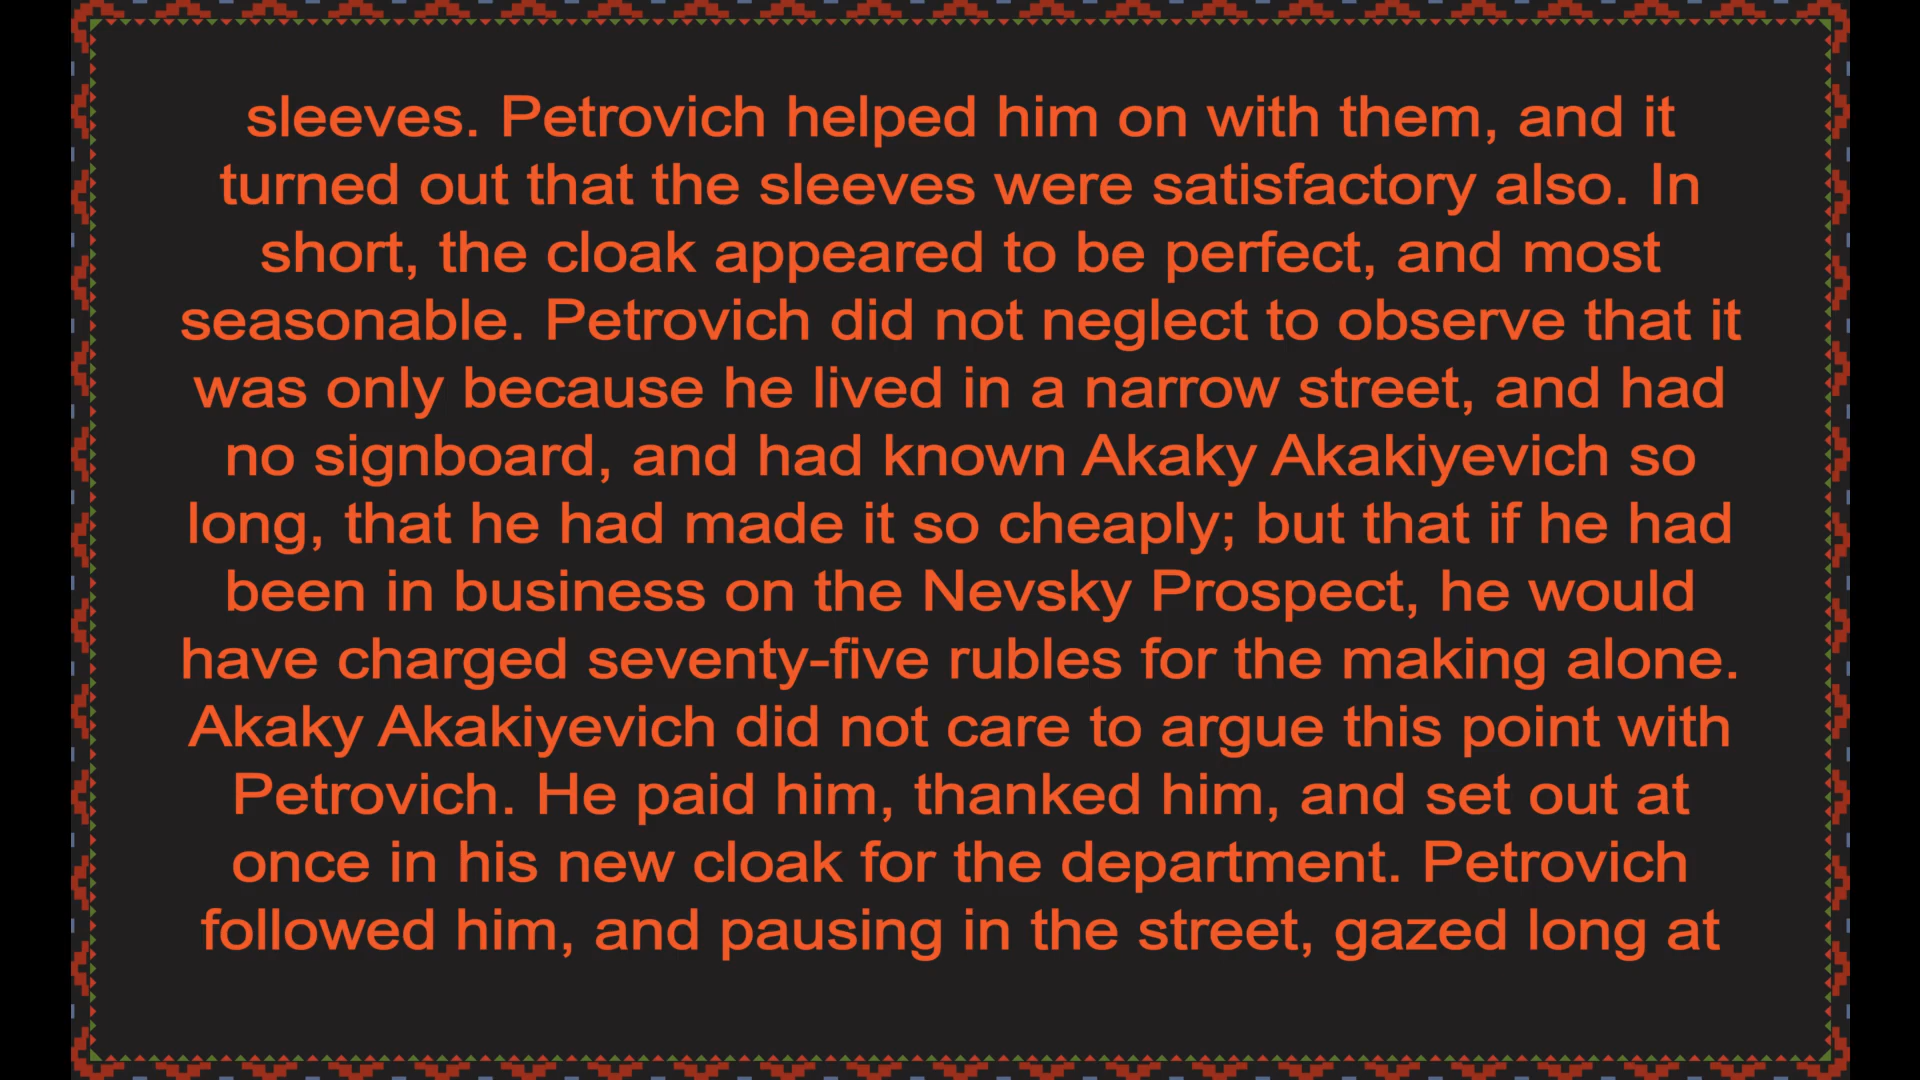 sleeves. Petrovich helped him on with them, and it
turned out that the sleeves were satisfactory also. In
short, the cloak appeared to be perfect, and most
seasonable. Petrovich did not neglect to observe that it
was only because he lived in a narrow street, and had
no signboard, and had known Akaky Akakiyevich so
long, that he had made it so cheaply; but that if he had
been in business on the Nevsky Prospect, he would
have charged seventy-five rubles for the making alone.
Akaky Akakiyevich did not care to argue this point with
Petrovich. He paid him, thanked him, and set out at
once in his new cloak for the department. Petrovich
followed him, and pausing in the street, gazed long at